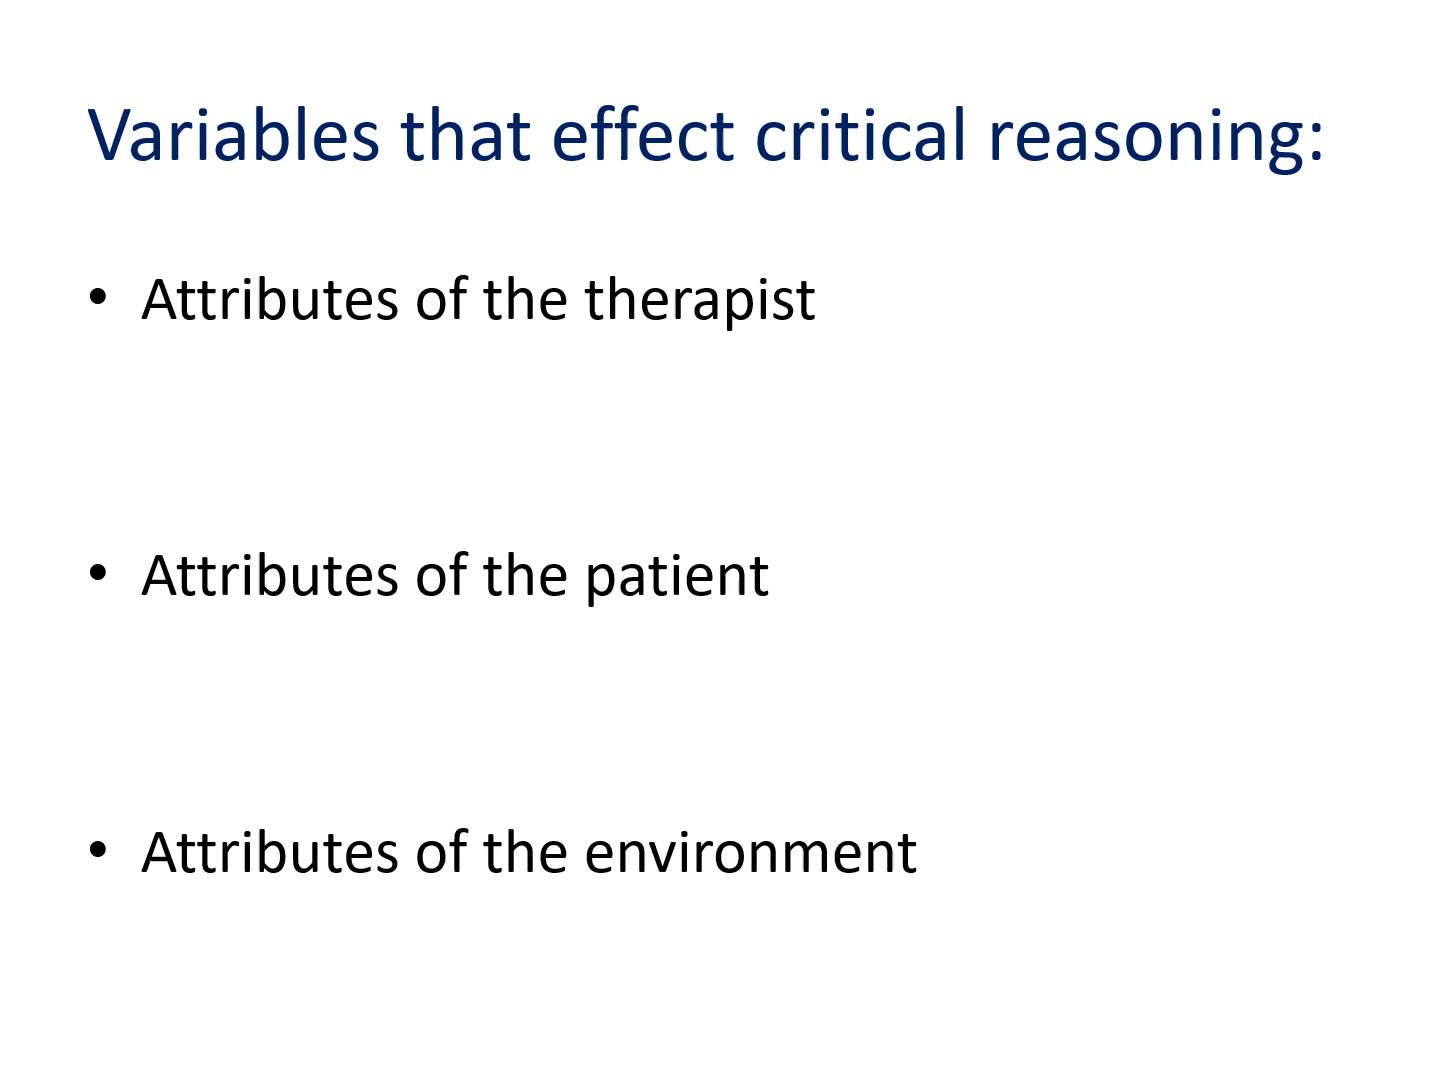 Variables that effect critical reasoning:
• Attributes of the therapist
• Attributes of the patient
• Attributes of the environment